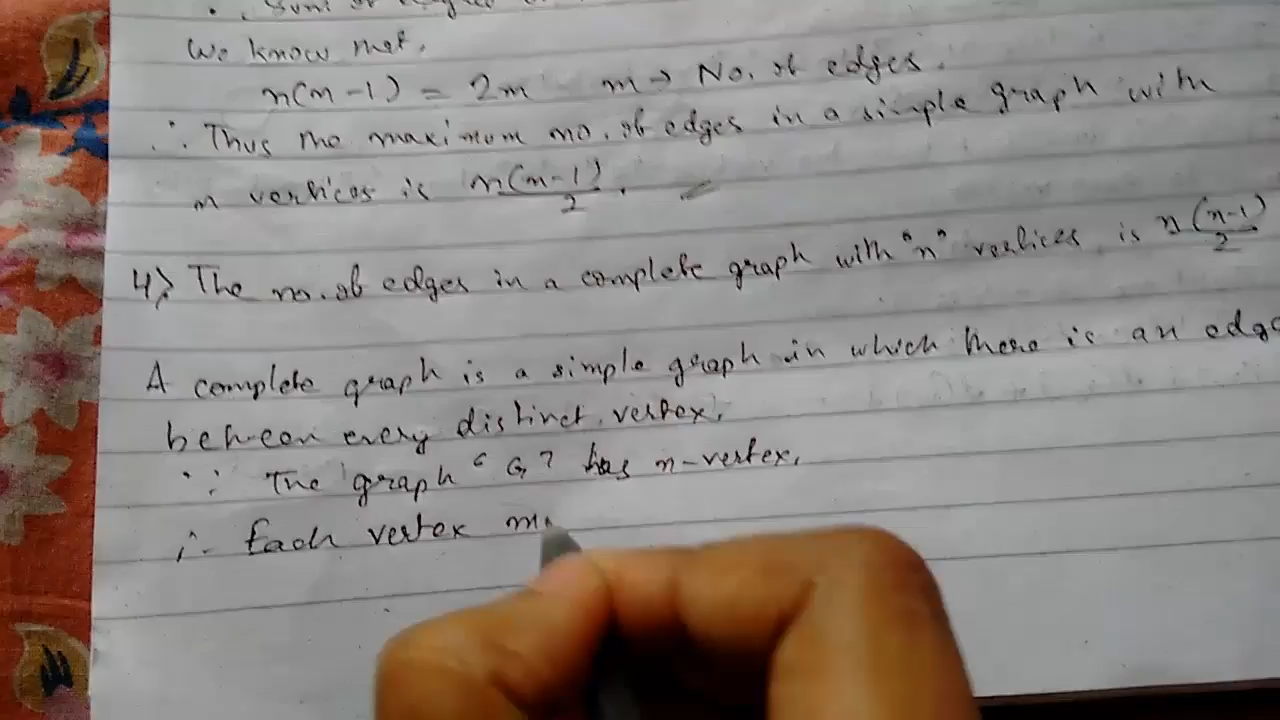 We know that,
n(n-1) = 2m m → No. of edges.
∴ Thus the maximum no. of edges in a simple graph with
n vertices is n(n-1)/2.
4) The no. of edges in a complete graph with "n" vertices is n(n-1)/2
A complete graph is a simple graph in which there is an edge
between every distinct vertex.
∵ The graph 'G' has n-vertex.
∴ Each vertex